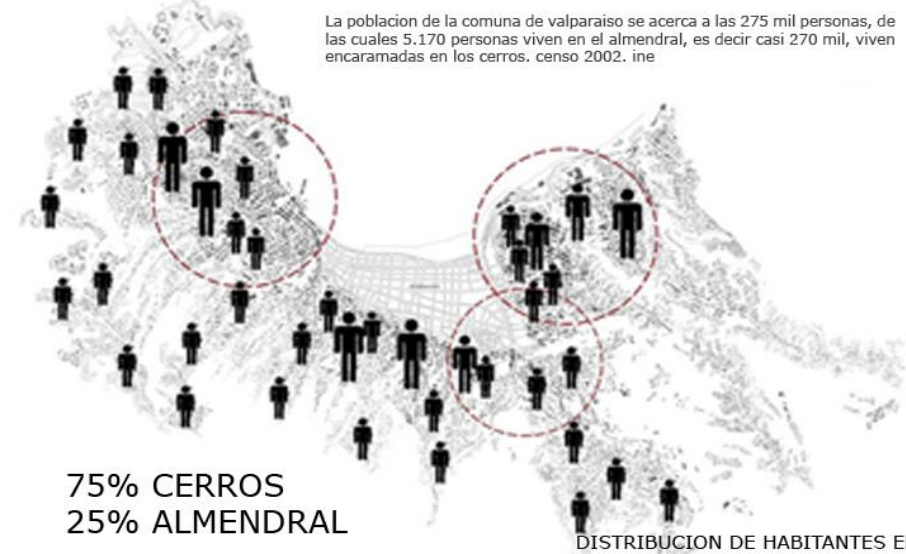 La poblacion de la comuna de valparaiso se acerca a las 275 mil personas, de
las cuales 5.170 personas viven en el almendral, es decir casi 270 mil, viven
encaramadas en los cerros. censo 2002. ine
75% CERROS
25% ALMENDRAL
DISTRIBUCION DE HABITANTES E